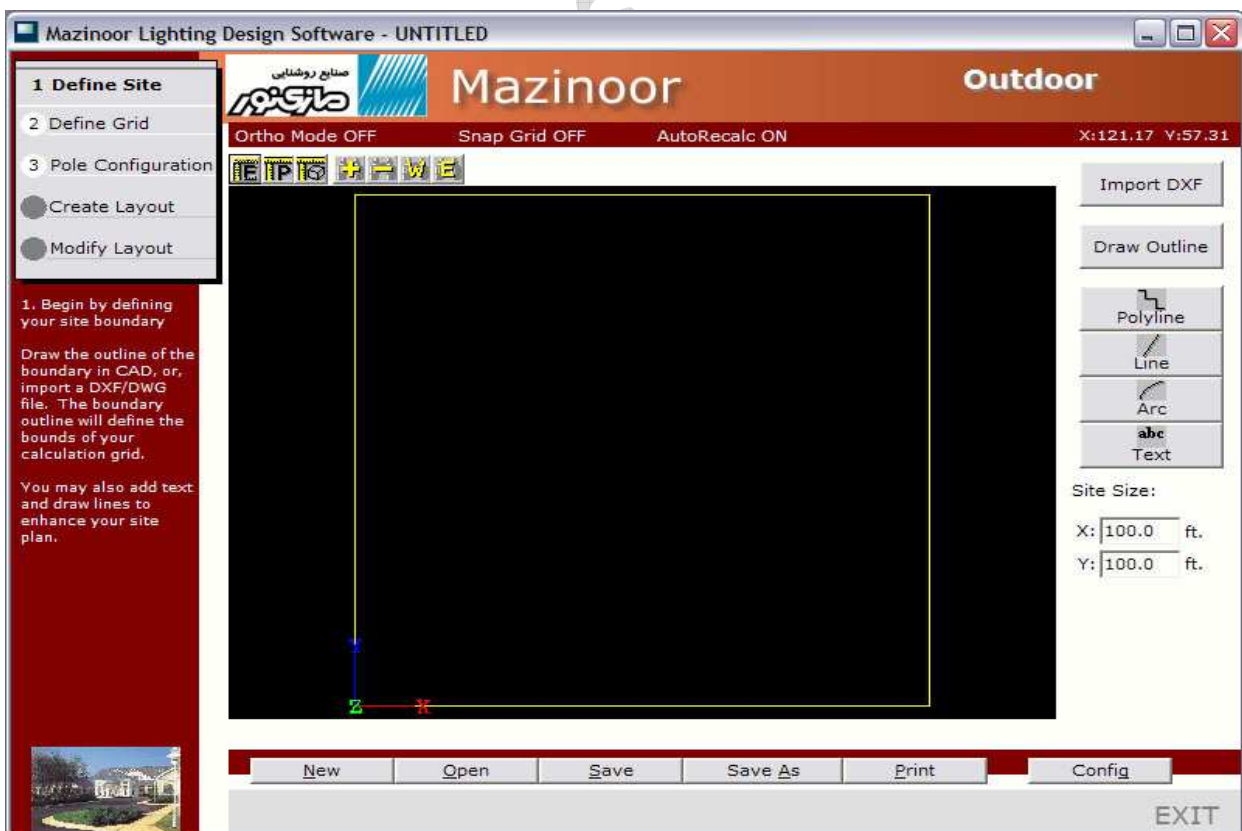 Mazinoor Lighting Design Software - UNTITLED
1 Define Site
2 Define Grid
3 Pole Configuration
Create Layout
Modify Layout
صنایع روشنایی
مازی‌نور
Mazinoor
Outdoor
Ortho Mode OFF Snap Grid OFF AutoRecalc ON X:121.17 Y:57.31
E P W E
1. Begin by defining
your site boundary
Draw the outline of the
boundary in CAD, or,
import a DXF/DWG
file. The boundary
outline will define the
bounds of your
calculation grid.
You may also add text
and draw lines to
enhance your site
plan.
Y
Z X
Import DXF
Draw Outline
Polyline
Line
Arc
abc
Text
Site Size:
X: 100.0 ft.
Y: 100.0 ft.
New Open Save Save As Print Config
EXIT